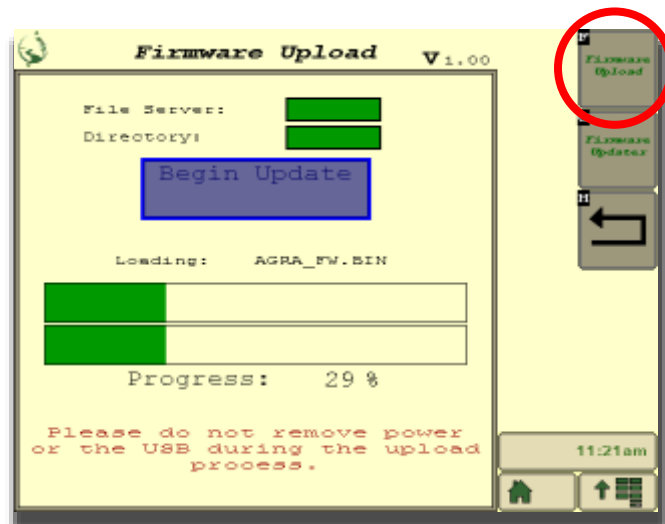 Firmware Upload
V 1.00
File Server:
Directory:
Begin Update
Loading: AGRA_FW.BIN
Progress: 29 %
Please do not remove power
or the USB during the upload
process.
F
Firmware
Upload
Firmware
Updater
H
11:21am